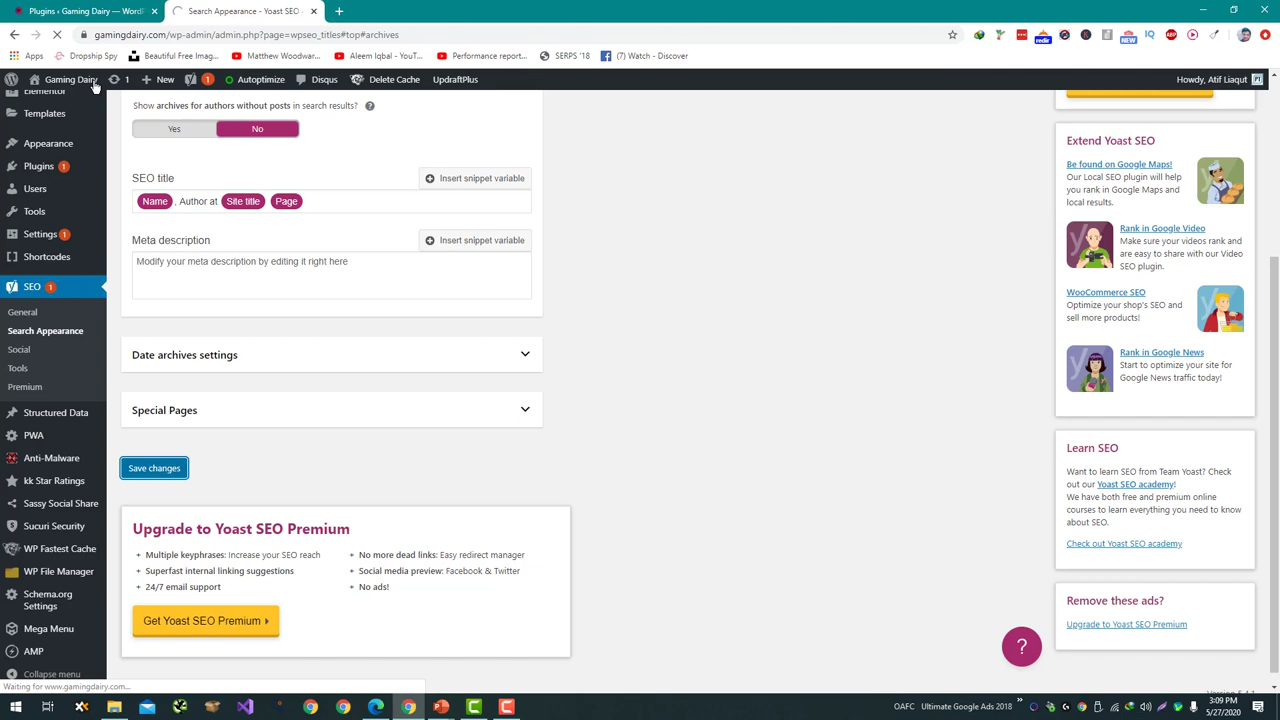 Plugins ‹ Gaming Dairy — WordP
Search Appearance - Yoast SEO
gamingdairy.com/wp-admin/admin.php?page=wpseo_titles#top#archives
Apps
Dropship Spy
Beautiful Free Imag...
Matthew Woodwar...
Aleem Iqal - YouT...
Performance report...
SERPS '18
(7) Watch - Discover
Gaming Dairy
1
New
1
Autoptimize
Disqus
Delete Cache
UpdraftPlus
Howdy, Atif Liaqut
Elementor
Templates
Appearance
Plugins 1
Users
Tools
Settings 1
Shortcodes
SEO 1
General
Search Appearance
Social
Tools
Premium
Structured Data
PWA
Anti-Malware
kk Star Ratings
Sassy Social Share
Sucuri Security
WP Fastest Cache
WP File Manager
Schema.org
Settings
Mega Menu
AMP
Collapse menu
Show archives for authors without posts in search results?
Yes
No
SEO title
Insert snippet variable
Name , Author at Site title Page
Meta description
Insert snippet variable
Modify your meta description by editing it right here
Date archives settings
Special Pages
Save changes
Upgrade to Yoast SEO Premium
+ Multiple keyphrases: Increase your SEO reach
+ Superfast internal linking suggestions
+ 24/7 email support
+ No more dead links: Easy redirect manager
+ Social media preview: Facebook & Twitter
+ No ads!
Get Yoast SEO Premium
Extend Yoast SEO
Be found on Google Maps!
Our Local SEO plugin will help
you rank in Google Maps and
local results.
Rank in Google Video
Make sure your videos rank and
are easy to share with our Video
SEO plugin.
WooCommerce SEO
Optimize your shop's SEO and
sell more products!
Rank in Google News
Start to optimize your site for
Google News traffic today!
Learn SEO
Want to learn SEO from Team Yoast? Check
out our Yoast SEO academy!
We have both free and premium online
courses to learn everything you need to know
about SEO.
Check out Yoast SEO academy
Remove these ads?
Upgrade to Yoast SEO Premium
?
Waiting for www.gamingdairy.com...
OAFC
Ultimate Google Ads 2018
3:09 PM
5/27/2020